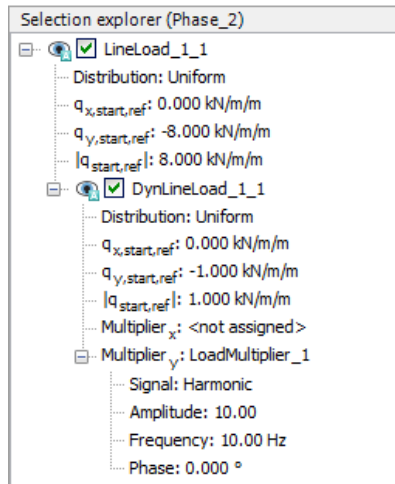 Selection explorer (Phase_2)
LineLoad_1_1
Distribution: Uniform
qx,start,ref: 0.000 kN/m/m
qy,start,ref: -8.000 kN/m/m
|qstart,ref|: 8.000 kN/m/m
DynLineLoad_1_1
Distribution: Uniform
qx,start,ref: 0.000 kN/m/m
qy,start,ref: -1.000 kN/m/m
|qstart,ref|: 1.000 kN/m/m
Multiplierx: <not assigned>
Multipliery: LoadMultiplier_1
Signal: Harmonic
Amplitude: 10.00
Frequency: 10.00 Hz
Phase: 0.000 °